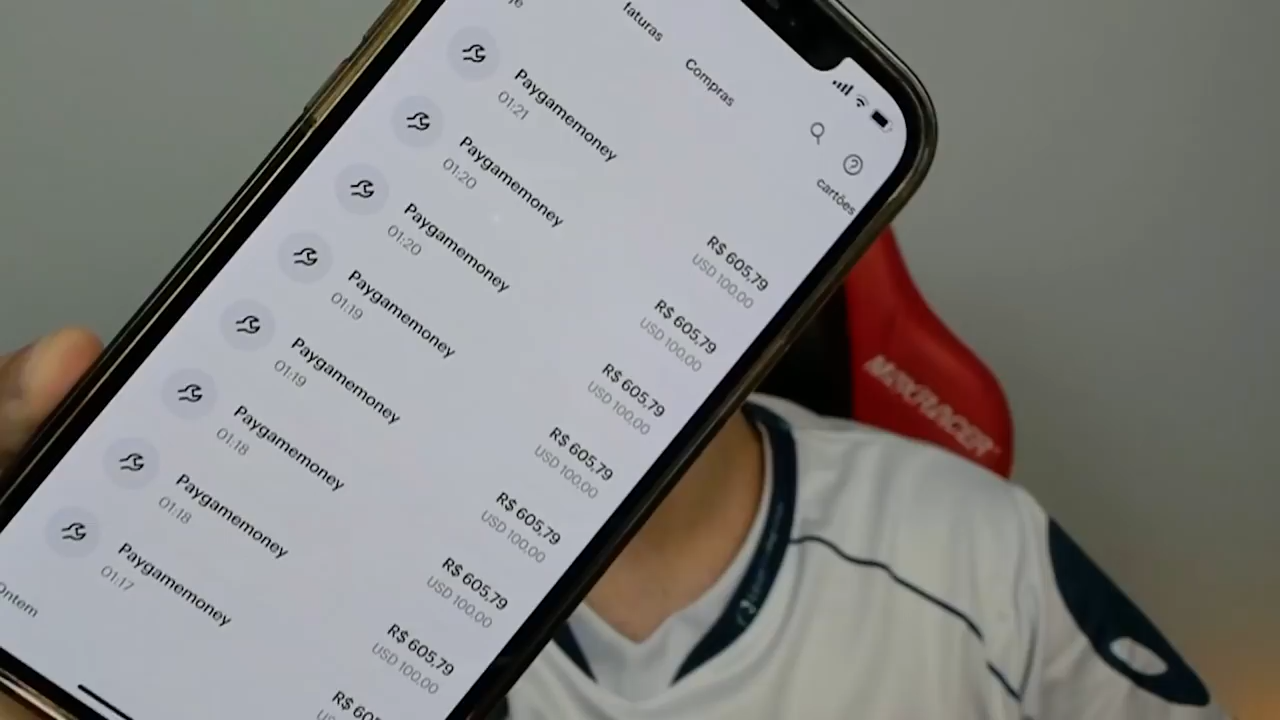 faturas
Compras
cartões
Paygamemoney
01:21
R$ 605,79
USD 100.00
Paygamemoney
01:20
R$ 605,79
USD 100.00
Paygamemoney
01:20
R$ 605,79
USD 100.00
Paygamemoney
01:19
R$ 605,79
USD 100.00
Paygamemoney
01:19
R$ 605,79
USD 100.00
Paygamemoney
01:18
R$ 605,79
USD 100.00
Paygamemoney
01:18
R$ 605,79
USD 100.00
Paygamemoney
01:17
R$
Ontem